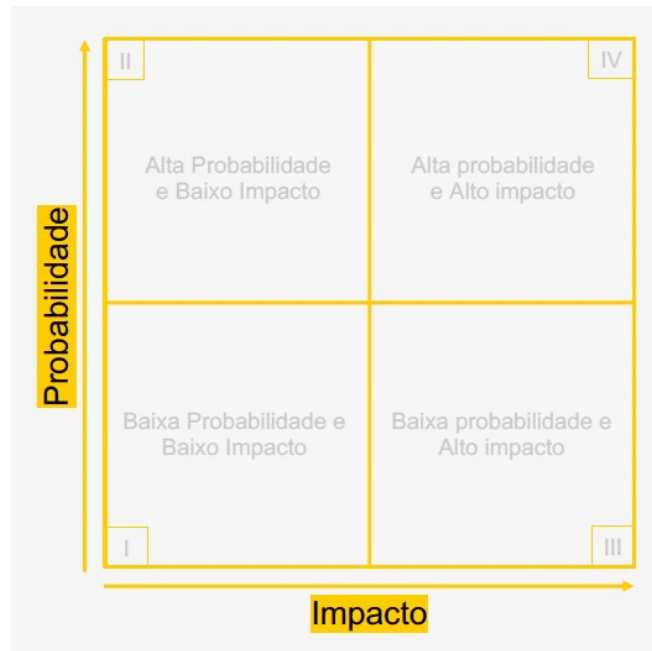 II
IV
Alta Probabilidade
e Baixo Impacto
Alta probabilidade
e Alto impacto
Probabilidade
Baixa Probabilidade e
Baixo Impacto
Baixa probabilidade e
Alto impacto
I
III
Impacto